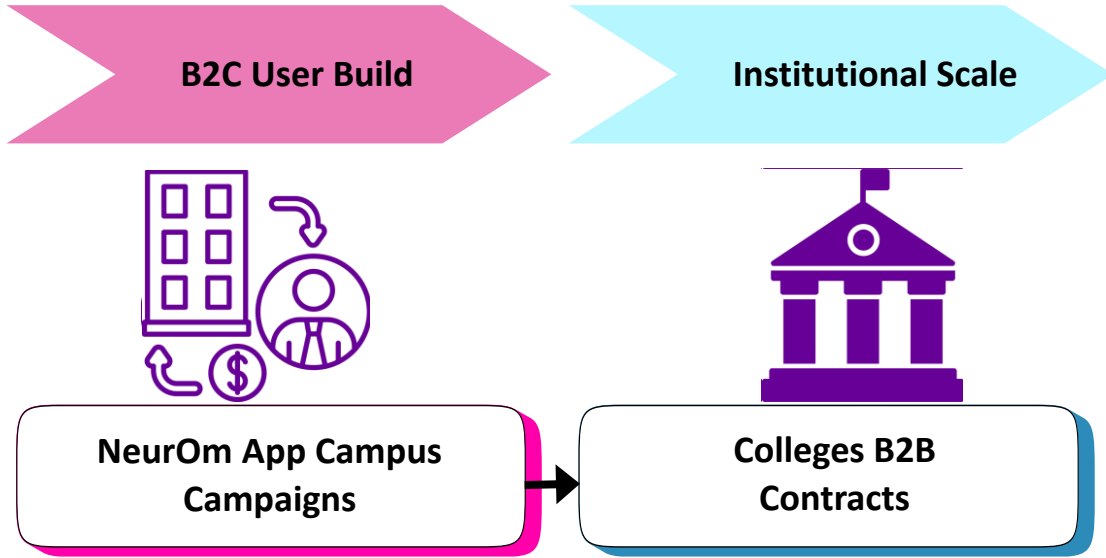 B2C User Build
Institutional Scale
$
NeurOm App Campus
Campaigns
Colleges B2B
Contracts